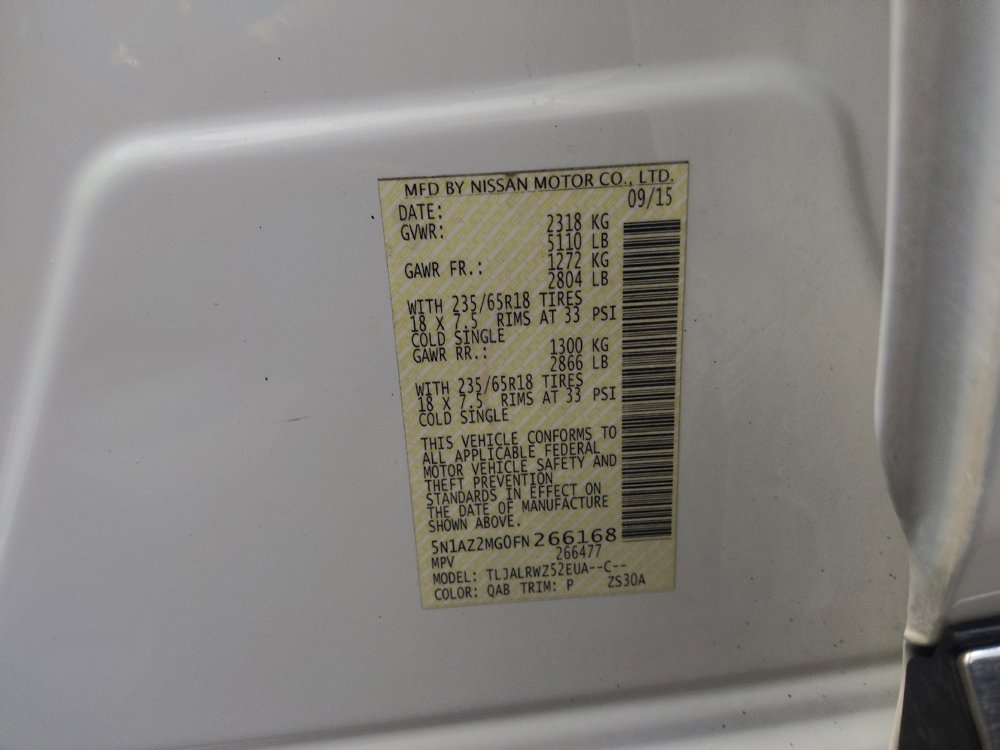 MFD BY NISSAN MOTOR CO., LTD.
DATE: 09/15
GVWR: 2318 KG
5110 LB
GAWR FR.: 1272 KG
2804 LB
WITH 235/65R18 TIRES
18 X 7.5 RIMS AT 33 PSI
COLD SINGLE
GAWR RR.: 1300 KG
2866 LB
WITH 235/65R18 TIRES
18 X 7.5 RIMS AT 33 PSI
COLD SINGLE
THIS VEHICLE CONFORMS TO
ALL APPLICABLE FEDERAL
MOTOR VEHICLE SAFETY AND
THEFT PREVENTION
STANDARDS IN EFFECT ON
THE DATE OF MANUFACTURE
SHOWN ABOVE.
5N1AZ2MG0FN266168
MPV 266477
MODEL: TLJALRWZ52EUA--C--
COLOR: QAB TRIM: P ZS30A